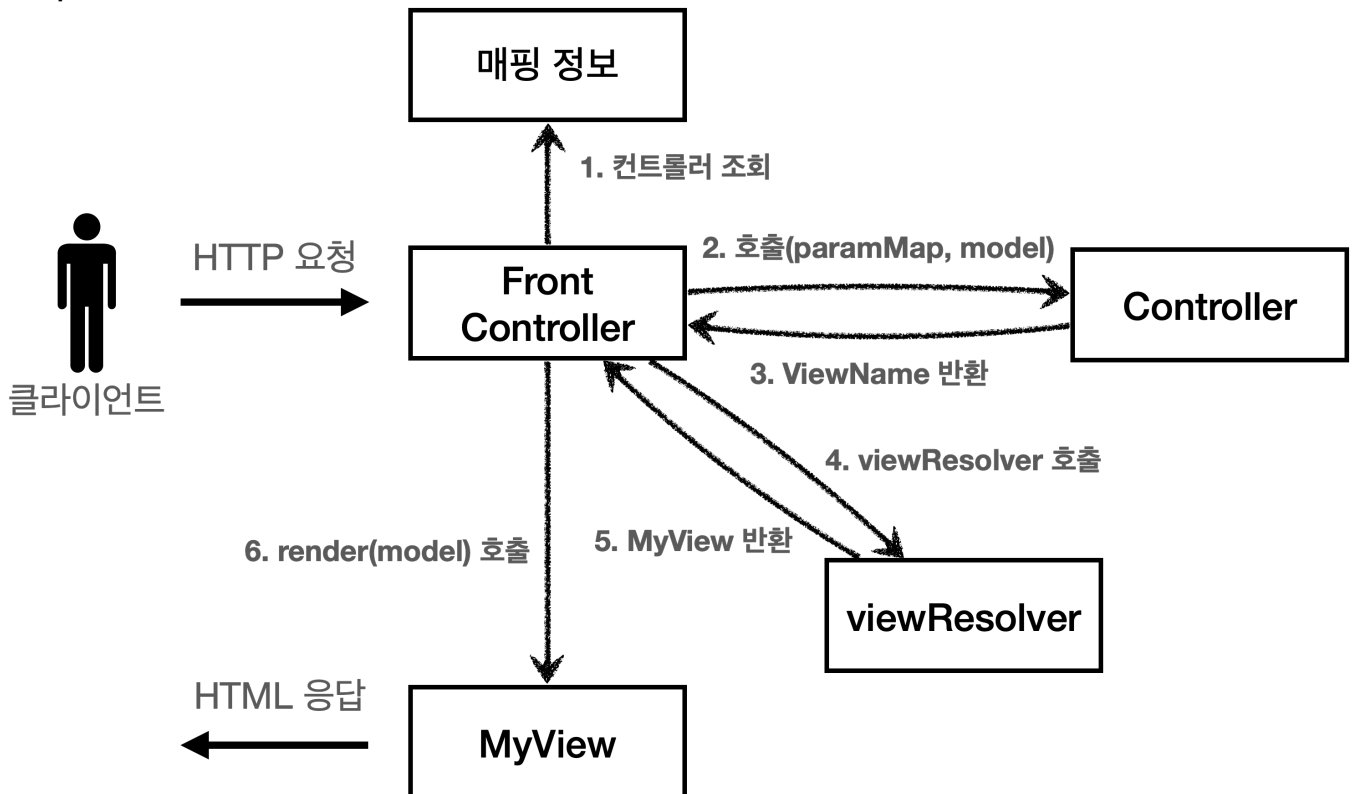 매핑 정보
1. 컨트롤러 조회
HTTP 요청
Front
Controller
2. 호출(paramMap, model)
Controller
3. ViewName 반환
클라이언트
4. viewResolver 호출
5. MyView 반환
6. render(model) 호출
viewResolver
HTML 응답
MyView